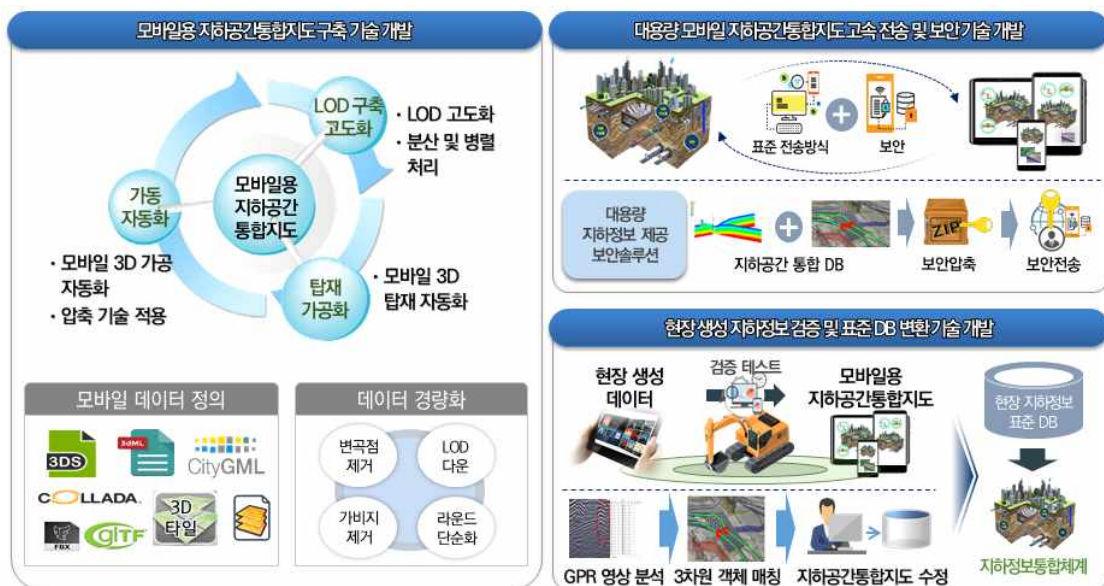 모바일용 지하공간통합지도 구축 기술 개발
LOD 구축
고도화
• LOD 고도화
• 분산 및 병렬
처리
가동
자동화
모바일용
지하공간
통합지도
• 모바일 3D 가공
자동화
• 압축 기술 적용
탑재
가공화
• 모바일 3D
탑재 자동화
모바일 데이터 정의
3DS
3dML
CityGML
COLLADA
FBX
glTF
3D
타일
데이터 경량화
변곡점
제거
LOD
다운
가비지
제거
라운드
단순화
대용량 모바일 지하공간통합지도 고속 전송 및 보안 기술 개발
표준 전송방식
보안
대용량
지하정보 제공
보안솔루션
지하공간 통합 DB
ZIP
보안압축
보안전송
현장 생성 지하정보 검증 및 표준 DB 변환 기술 개발
현장 생성
데이터
검증 테스트
모바일용
지하공간통합지도
현장 지하정보
표준 DB
GPR 영상 분석
3차원 객체 매칭
지하공간통합지도 수정
지하정보통합체계